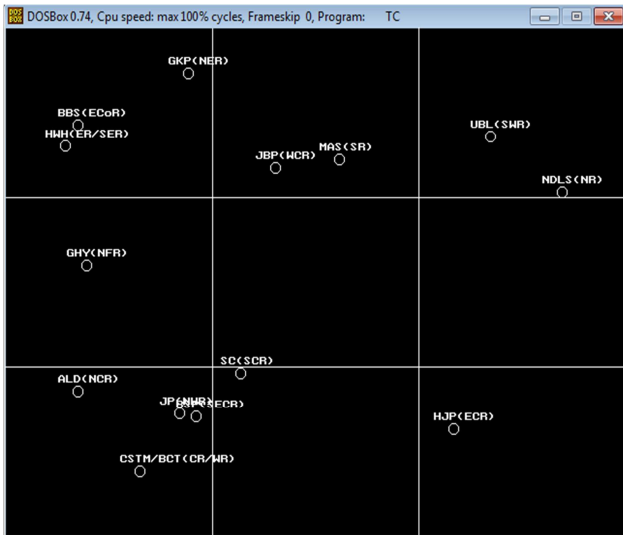 DOSBox 0.74, Cpu speed: max 100% cycles, Frameskip 0, Program: TC
GKP(NER)
BBS(ECoR)
UBL(SWR)
HWH(ER/SER)
MAS(SR)
JBP(WCR)
NDLS(NR)
GHY(NFR)
SC(SCR)
ALD(NCR)
JP(NWR)
BSP(SECR)
HJP(ECR)
CSTM/BCT(CR/WR)